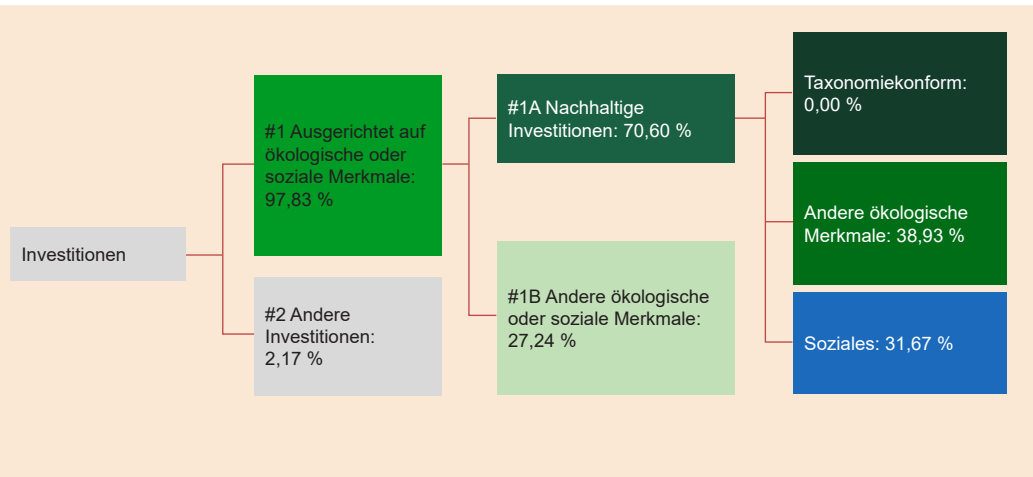 Investitionen
#1 Ausgerichtet auf
ökologische oder
soziale Merkmale:
97,83 %
#2 Andere
Investitionen:
2,17 %
#1A Nachhaltige
Investitionen: 70,60 %
#1B Andere ökologische
oder soziale Merkmale:
27,24 %
Taxonomiekonform:
0,00 %
Andere ökologische
Merkmale: 38,93 %
Soziales: 31,67 %